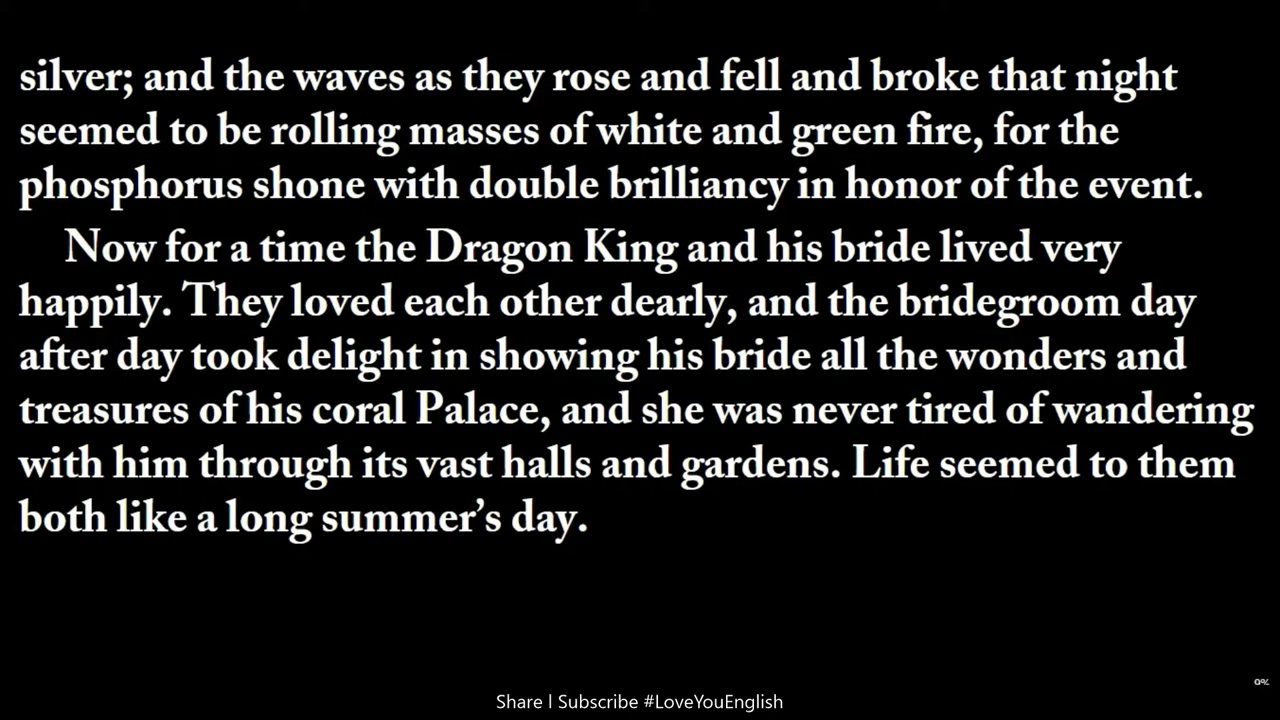 silver; and the waves as they rose and fell and broke that night
seemed to be rolling masses of white and green fire, for the
phosphorus shone with double brilliancy in honor of the event.
Now for a time the Dragon King and his bride lived very
happily. They loved each other dearly, and the bridegroom day
after day took delight in showing his bride all the wonders and
treasures of his coral Palace, and she was never tired of wandering
with him through its vast halls and gardens. Life seemed to them
both like a long summer’s day.
0%
Share l Subscribe #LoveYouEnglish